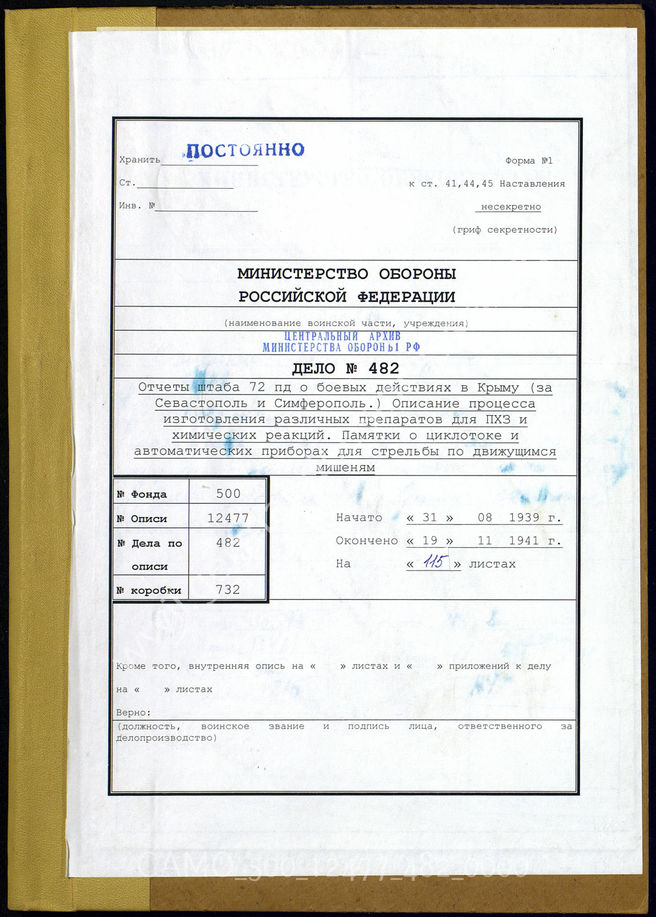 Хранить ПОСТОЯННО
Форма №1
Ст.
к ст. 41,44,45 Наставления
Инв. №
несекретно
(гриф секретности)
МИНИСТЕРСТВО ОБОРОНЫ
РОССИЙСКОЙ ФЕДЕРАЦИИ
(наименование воинской части, учреждения)
ЦЕНТРАЛЬНЫЙ АРХИВ
МИНИСТЕРСТВА ОБОРОНЫ РФ
ДЕЛО № 482
Отчеты штаба 72 пд о боевых действиях в Крыму (за
Севастополь и Симферополь.) Описание процесса
изготовления различных препаратов для ПХЗ и
химических реакций. Памятки о циклотоке и
автоматических приборах для стрельбы по движущимся
мишеням
№ Фонда 500
№ Описи 12477
№ Дела по 482
описи
№ коробки 732
Начато « 31 » 08 1939 г.
Окончено « 19 » 11 1941 г.
На « 115 » листах
Кроме того, внутренняя опись на « » листах и « » приложений к делу
на « » листах
Верно:
(должность, воинское звание и подпись лица, ответственного за
делопроизводство)